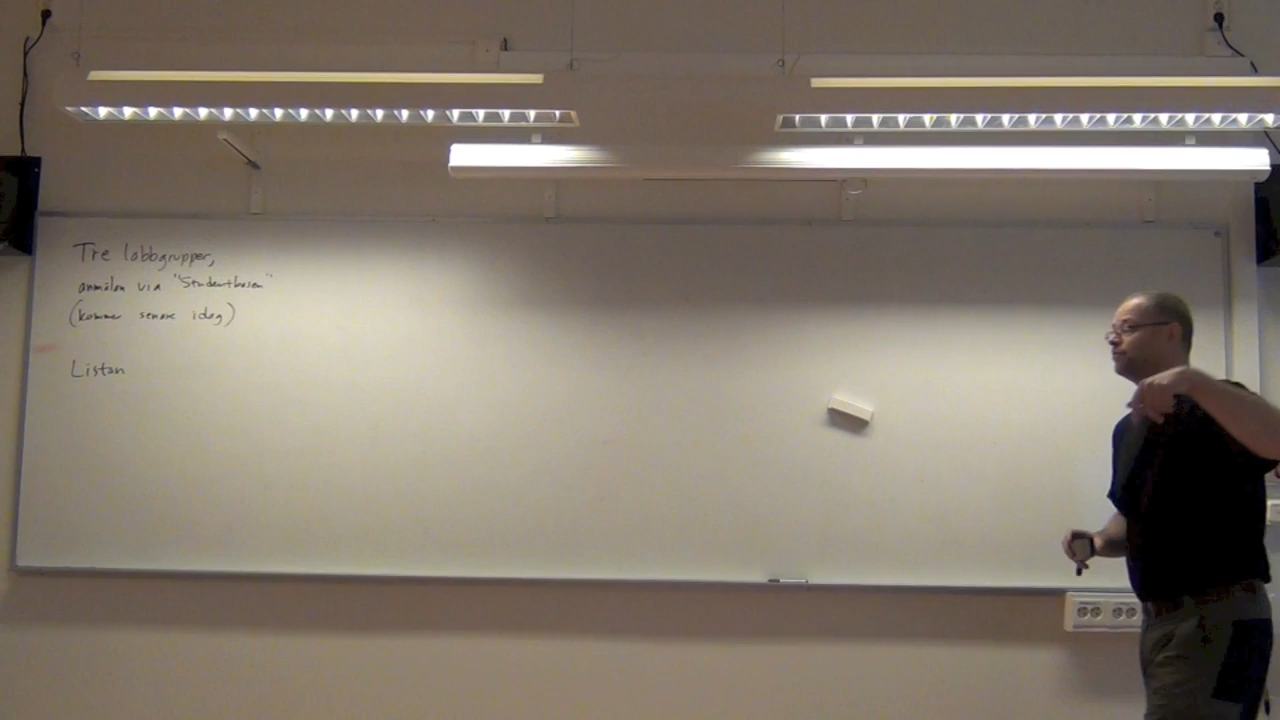 Tre labbgrupper,
anmälan via "Studentbasen"
(kommer senare idag)
Listan